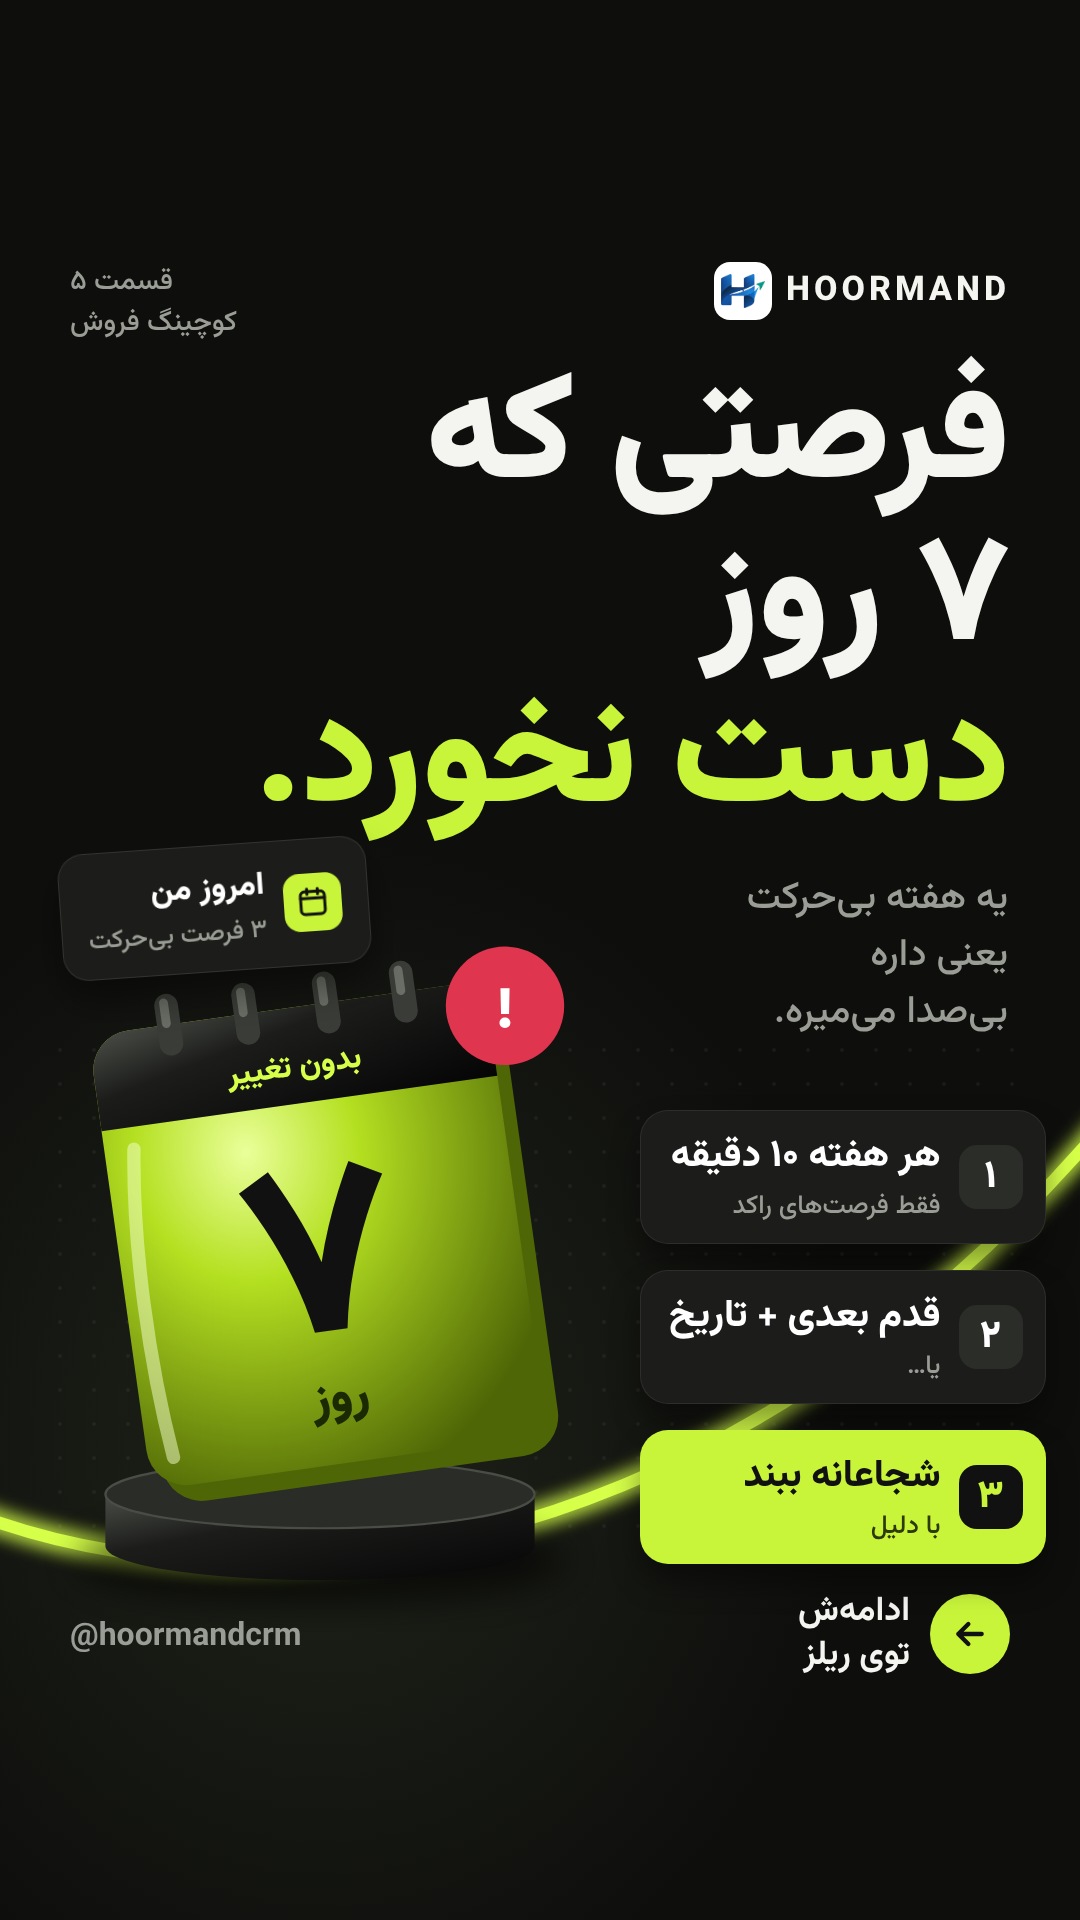 HOORMAND
قسمت ۵
کوچینگ فروش
فرصتی که
۷ روز
دست نخورد.
یه هفته بی‌حرکت
یعنی داره
بی‌صدا می‌میره.
امروز من
۳ فرصت بی‌حرکت
!
بدون تغییر
۷
روز
۱
هر هفته ۱۰ دقیقه
فقط فرصت‌های راکد
۲
قدم بعدی + تاریخ
یا...
۳
شجاعانه ببند
با دلیل
ادامه‌ش
توی ریلز
@hoormandcrm